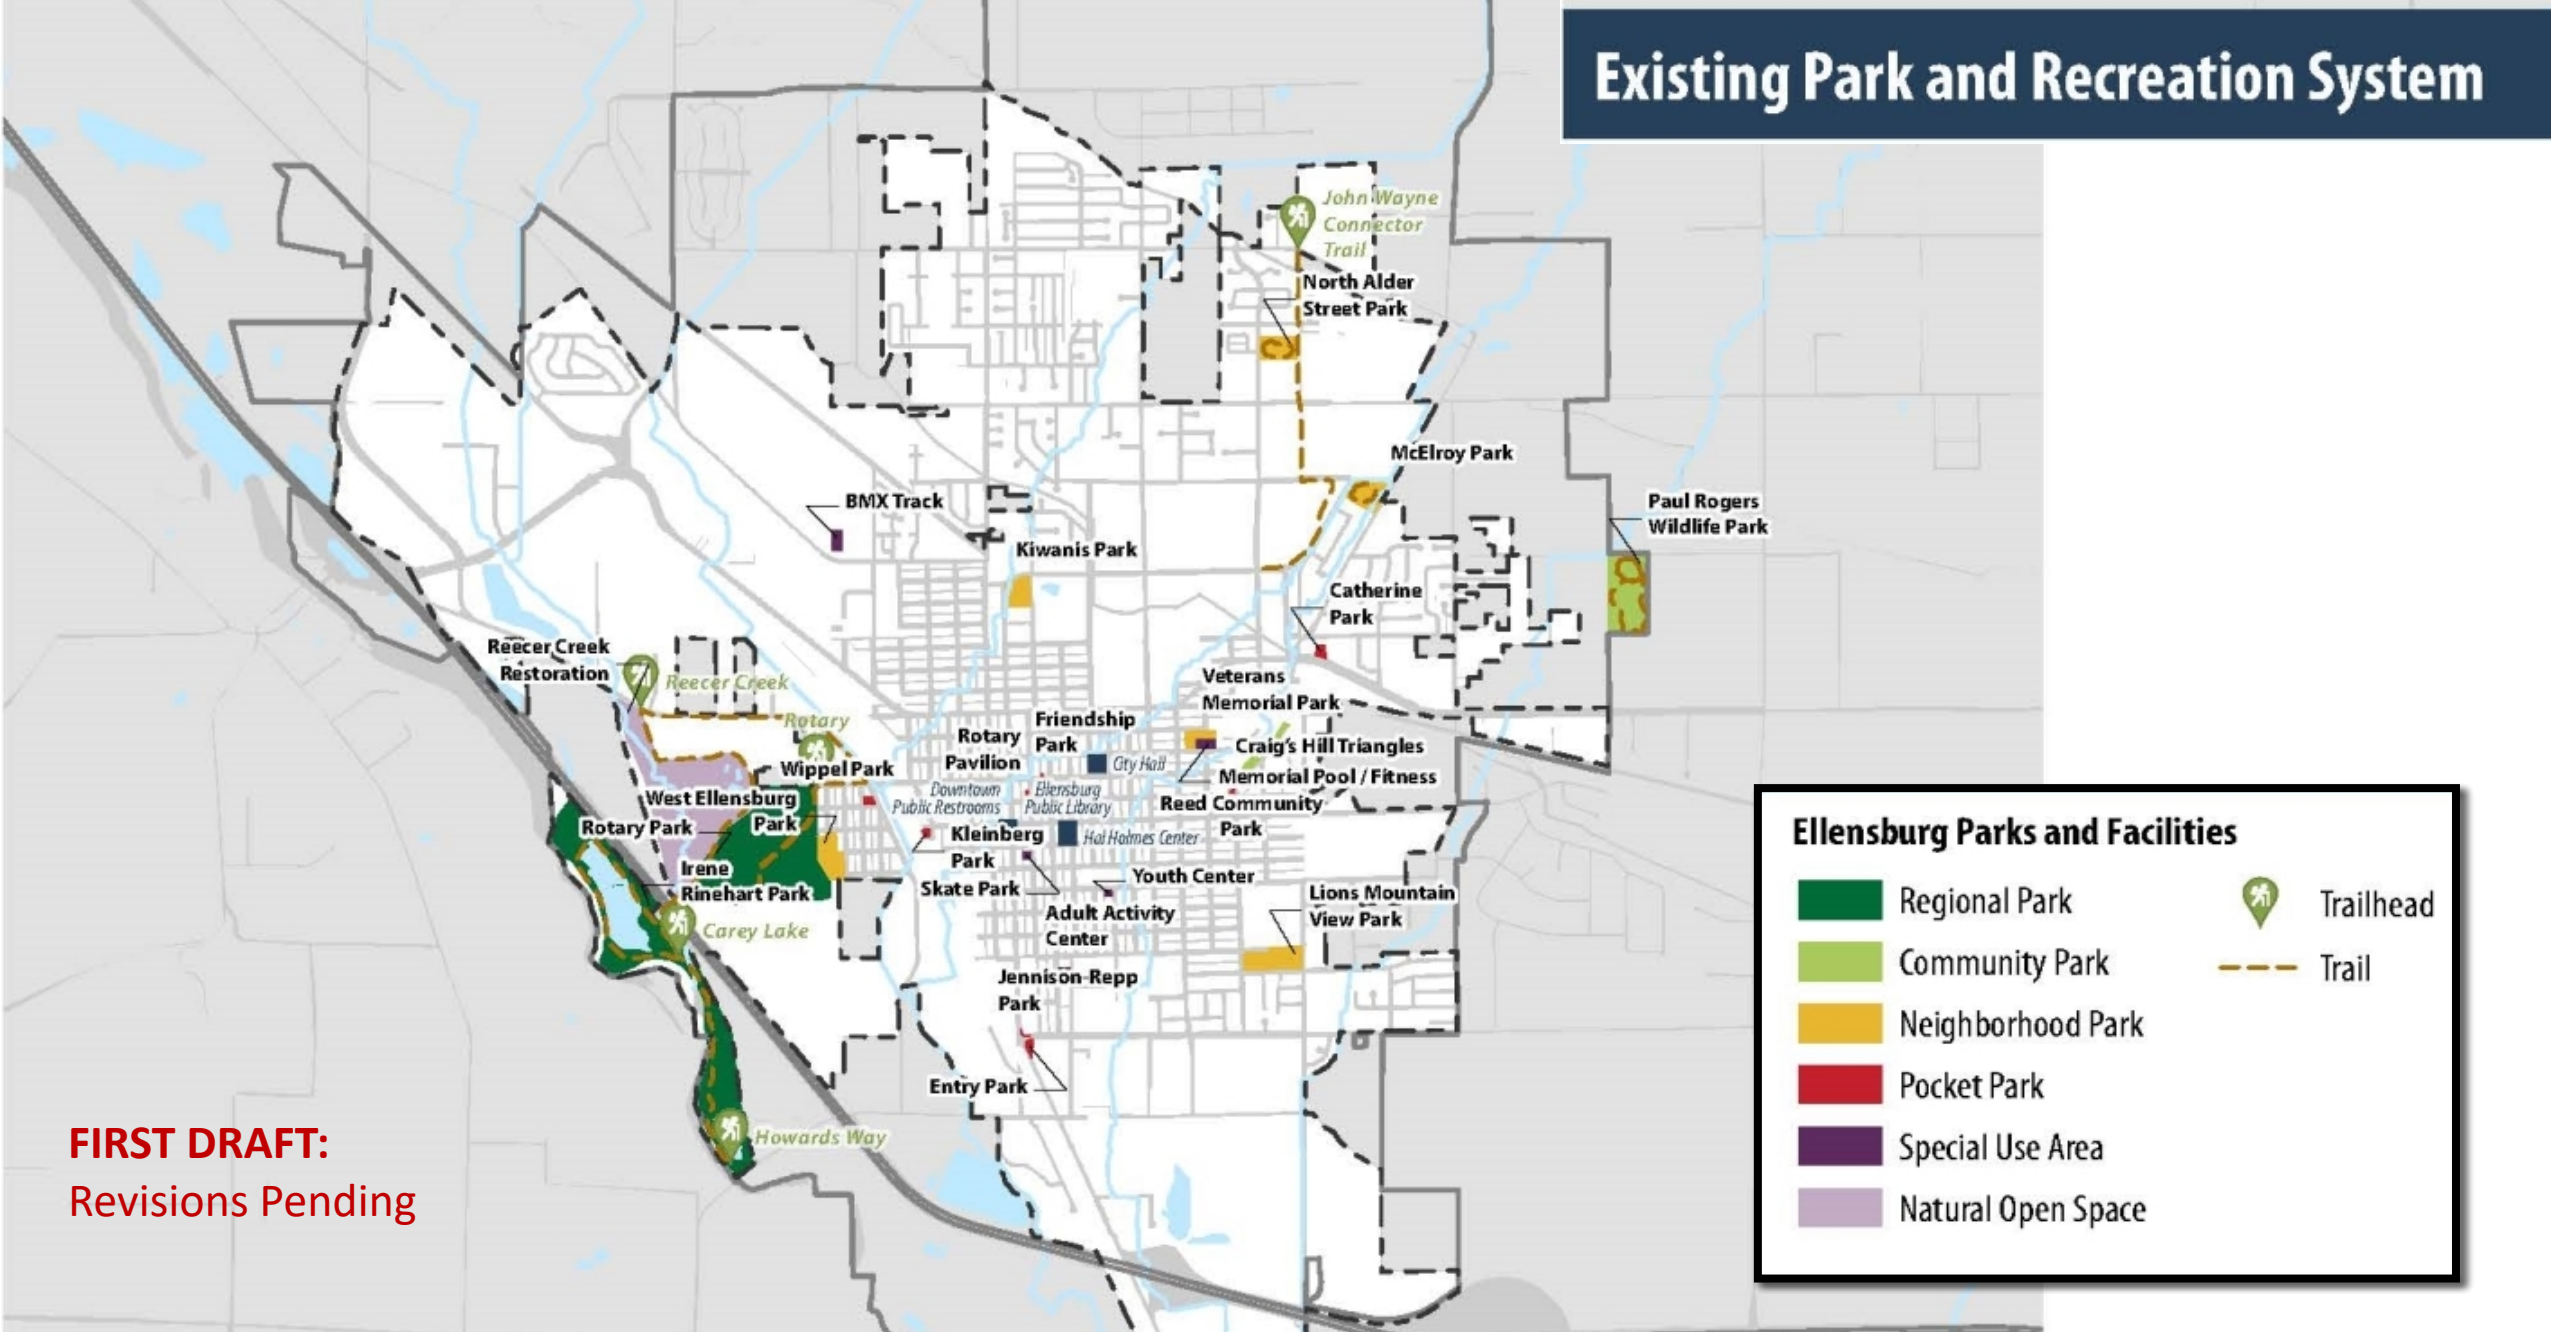 Existing Park and Recreation System
John Wayne
Connector
Trail
North Alder
Street Park
McElroy Park
BMX Track
Paul Rogers
Wildlife Park
Kiwanis Park
Catherine
Park
Reecer Creek
Restoration
Reecer Creek
Veterans
Memorial Park
Rotary
Friendship
Park
Rotary
Pavilion
City Hall
Craig's Hill Triangles
Wippel Park
Memorial Pool / Fitness
Downtown
Public Restrooms
Ellensburg
Public Library
West Ellensburg
Park
Reed Community
Park
Rotary Park
Kleinberg
Park
Hal Holmes Center
Irene
Rinehart Park
Skate Park
Youth Center
Lions Mountain
View Park
Adult Activity
Center
Carey Lake
Jennison-Repp
Park
Entry Park
Howards Way
FIRST DRAFT:
Revisions Pending
Ellensburg Parks and Facilities
Regional Park
Community Park
Neighborhood Park
Pocket Park
Special Use Area
Natural Open Space
Trailhead
Trail